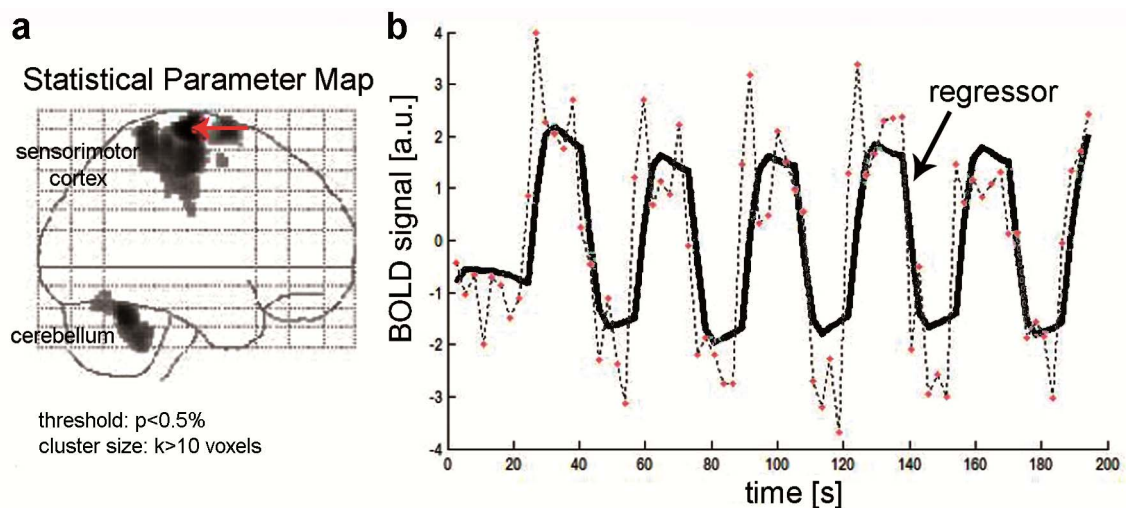 a
Statistical Parameter Map
sensorimotor
cortex
cerebellum
threshold: p<0.5%
cluster size: k>10 voxels
b
BOLD signal [a.u.]
4
3
2
1
0
-1
-2
-3
-4
regressor
0
20
40
60
80
100
120
140
160
180
200
time [s]